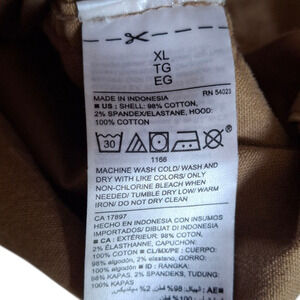 XL
TG
EG
RN 54023
MADE IN INDONESIA
■ US : SHELL: 98% COTTON,
2% SPANDEX/ELASTANE, HOOD:
100% COTTON
30
1166
MACHINE WASH COLD/ WASH AND
DRY WITH LIKE COLORS/ ONLY
NON-CHLORINE BLEACH WHEN
NEEDED/ TUMBLE DRY LOW/ WARM
IRON/ DO NOT DRY CLEAN
CA 17897
HECHO EN INDONESIA CON INSUMOS
IMPORTADOS/ DIBUAT DI INDONESIA
■ CA : EXTÉRIEUR: 98% COTON,
2% ÉLASTHANNE, CAPUCHON:
100% COTON ■ CL/MX/PE : CUERPO:
98% algodón, 2% elastano, GORRO:
100% algodón ■ ID : RANGKA:
98% KAPAS, 2% SPANDEKS, TUDUNG:
100% KAPAS